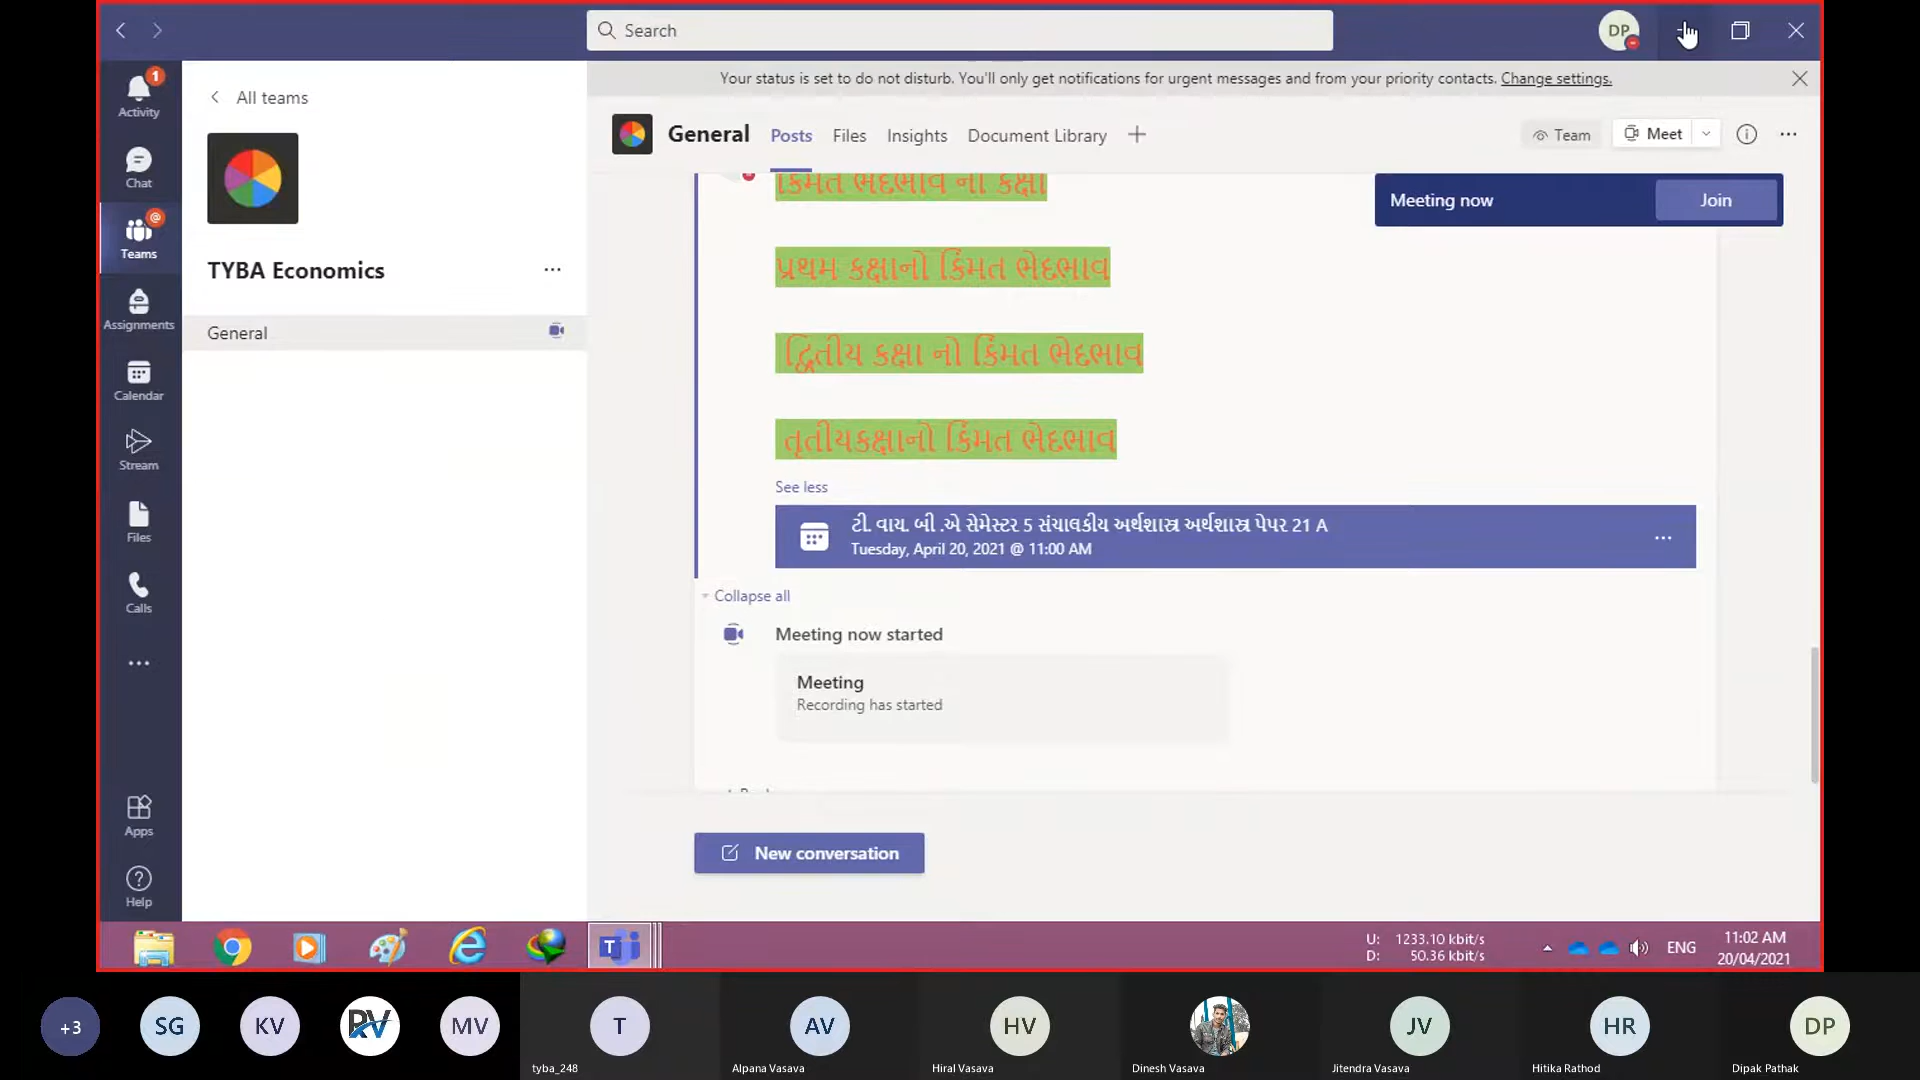 Search
DP
Your status is set to do not disturb. You'll only get notifications for urgent messages and from your priority contacts. Change settings.
1
Activity
Chat
@
Teams
Assignments
Calendar
Stream
Files
Calls
Apps
Help
All teams
TYBA Economics
General
General
Posts
Files
Insights
Document Library
Team
Meet
Meeting now
Join
કિંમત ભેદભાવ ની કક્ષા
પ્રથમ કક્ષાનો કિંમત ભેદભાવ
દ્વિતીય કક્ષા નો કિંમત ભેદભાવ
તૃતીયકક્ષાનો કિંમત ભેદભાવ
See less
ટી. વાય. બી .એ સેમેસ્ટર 5 સંચાલકીય અર્થશાસ્ત્ર અર્થશાસ્ત્ર પેપર 21 A
Tuesday, April 20, 2021 @ 11:00 AM
Collapse all
Meeting now started
Meeting
Recording has started
New conversation
U: 1233.10 kbit/s
D: 50.36 kbit/s
ENG
11:02 AM
20/04/2021
+3
SG
KV
RV
MV
T
tyba_248
AV
Alpana Vasava
HV
Hiral Vasava
Dinesh Vasava
JV
Jitendra Vasava
HR
Hitika Rathod
DP
Dipak Pathak